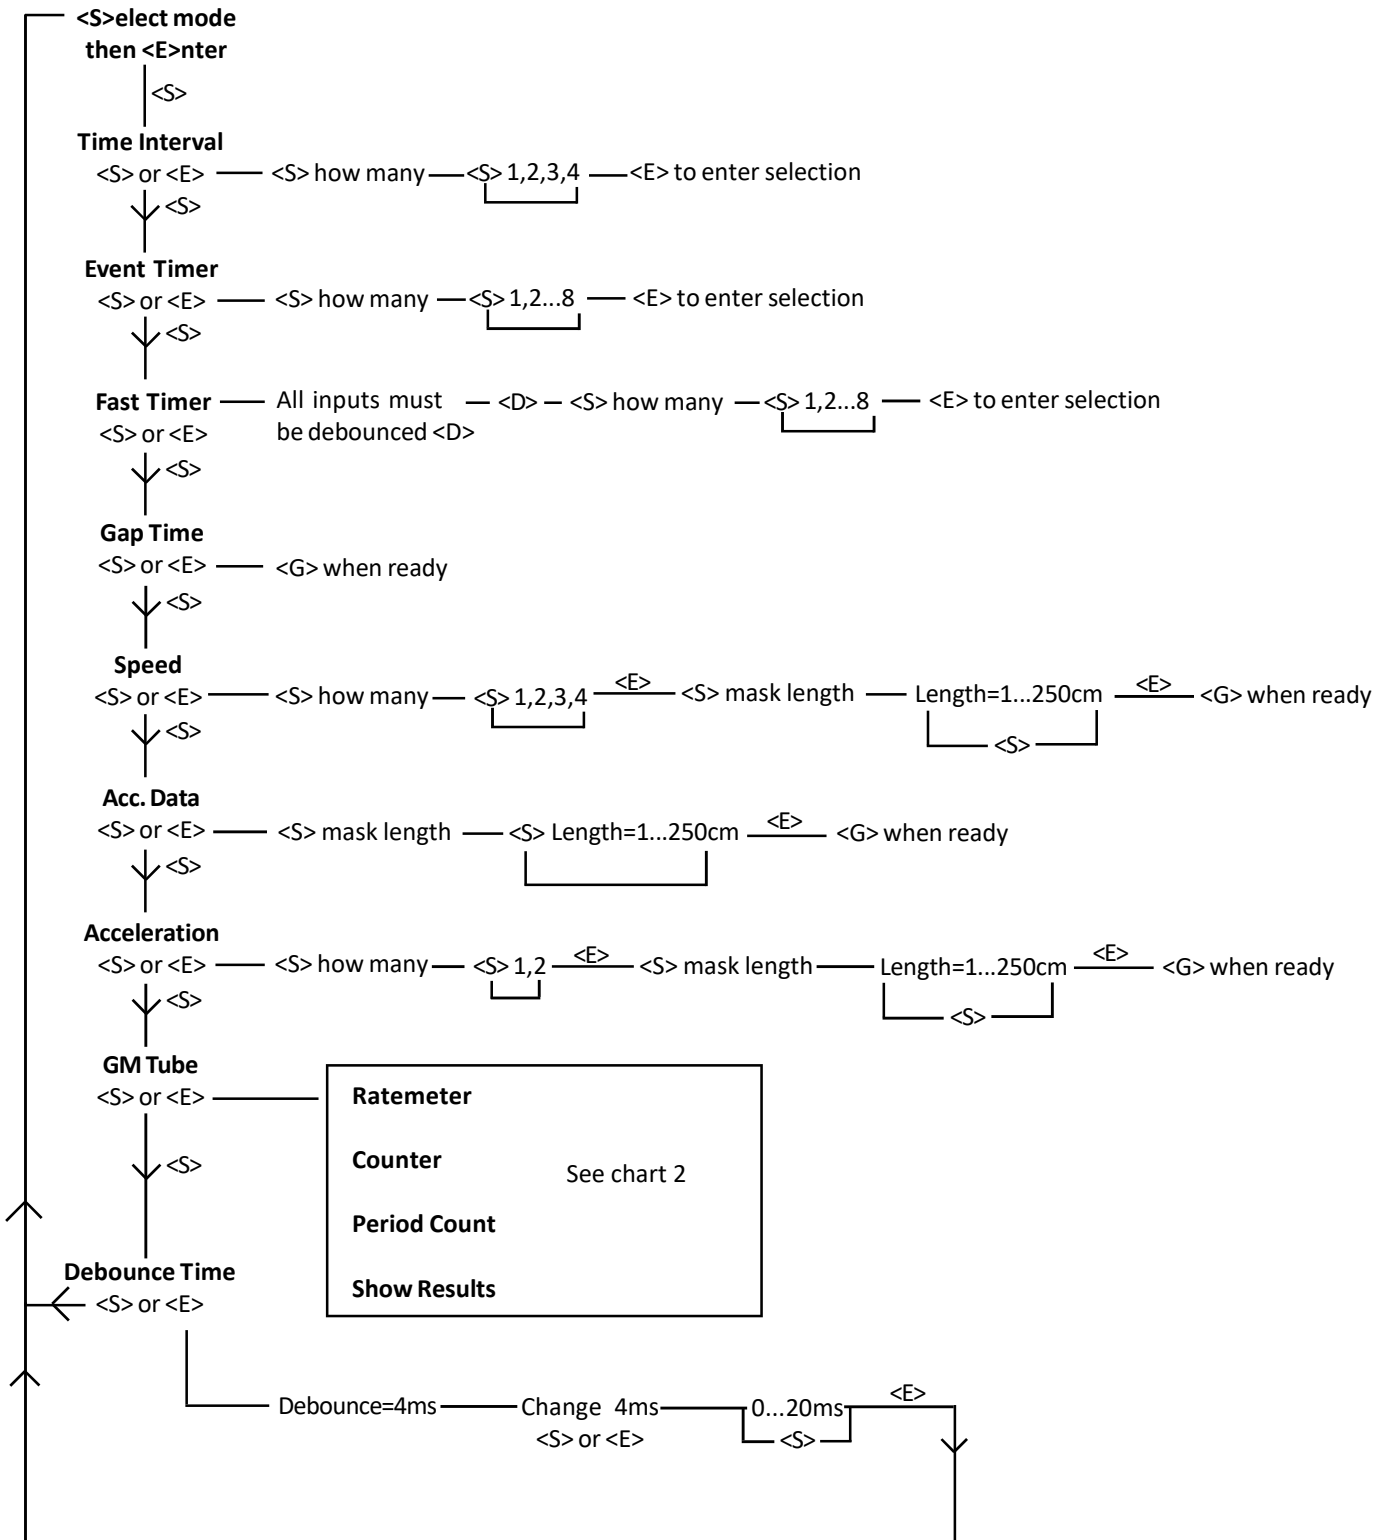 <S>elect mode
then <E>nter
<S>
Time Interval
<S> or <E> <S> how many <S> 1,2,3,4 <E> to enter selection
<S>
Event Timer
<S> or <E> <S> how many <S> 1,2...8 <E> to enter selection
<S>
Fast Timer All inputs must <D> <S> how many <S> 1,2...8 <E> to enter selection
<S> or <E> be debounced <D>
<S>
Gap Time
<S> or <E> <G> when ready
<S>
Speed
<S> or <E> <S> how many <S> 1,2,3,4 <E> <S> mask length Length=1...250cm <E> <G> when ready
<S> <S>
Acc. Data
<S> or <E> <S> mask length <S> Length=1...250cm <E> <G> when ready
<S>
Acceleration
<S> or <E> <S> how many <S> 1,2 <E> <S> mask length Length=1...250cm <E> <G> when ready
<S> <S>
GM Tube
<S> or <E> Ratemeter
Counter
<S> See chart 2
Period Count
Debounce Time
Show Results
<S> or <E>
Debounce=4ms Change 4ms 0...20ms <E>
<S> or <E> <S>